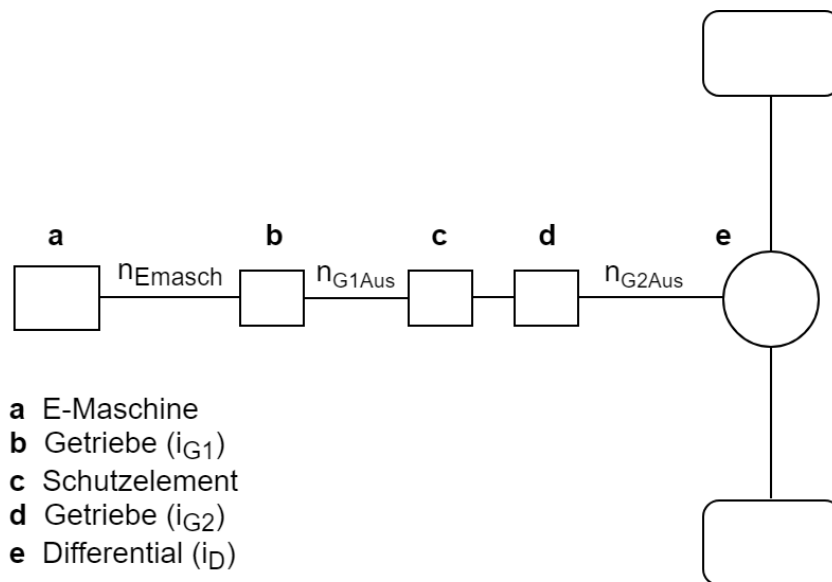 a b c d e
nEmasch nG1Aus nG2Aus
a E-Maschine
b Getriebe (iG1)
c Schutzelement
d Getriebe (iG2)
e Differential (iD)